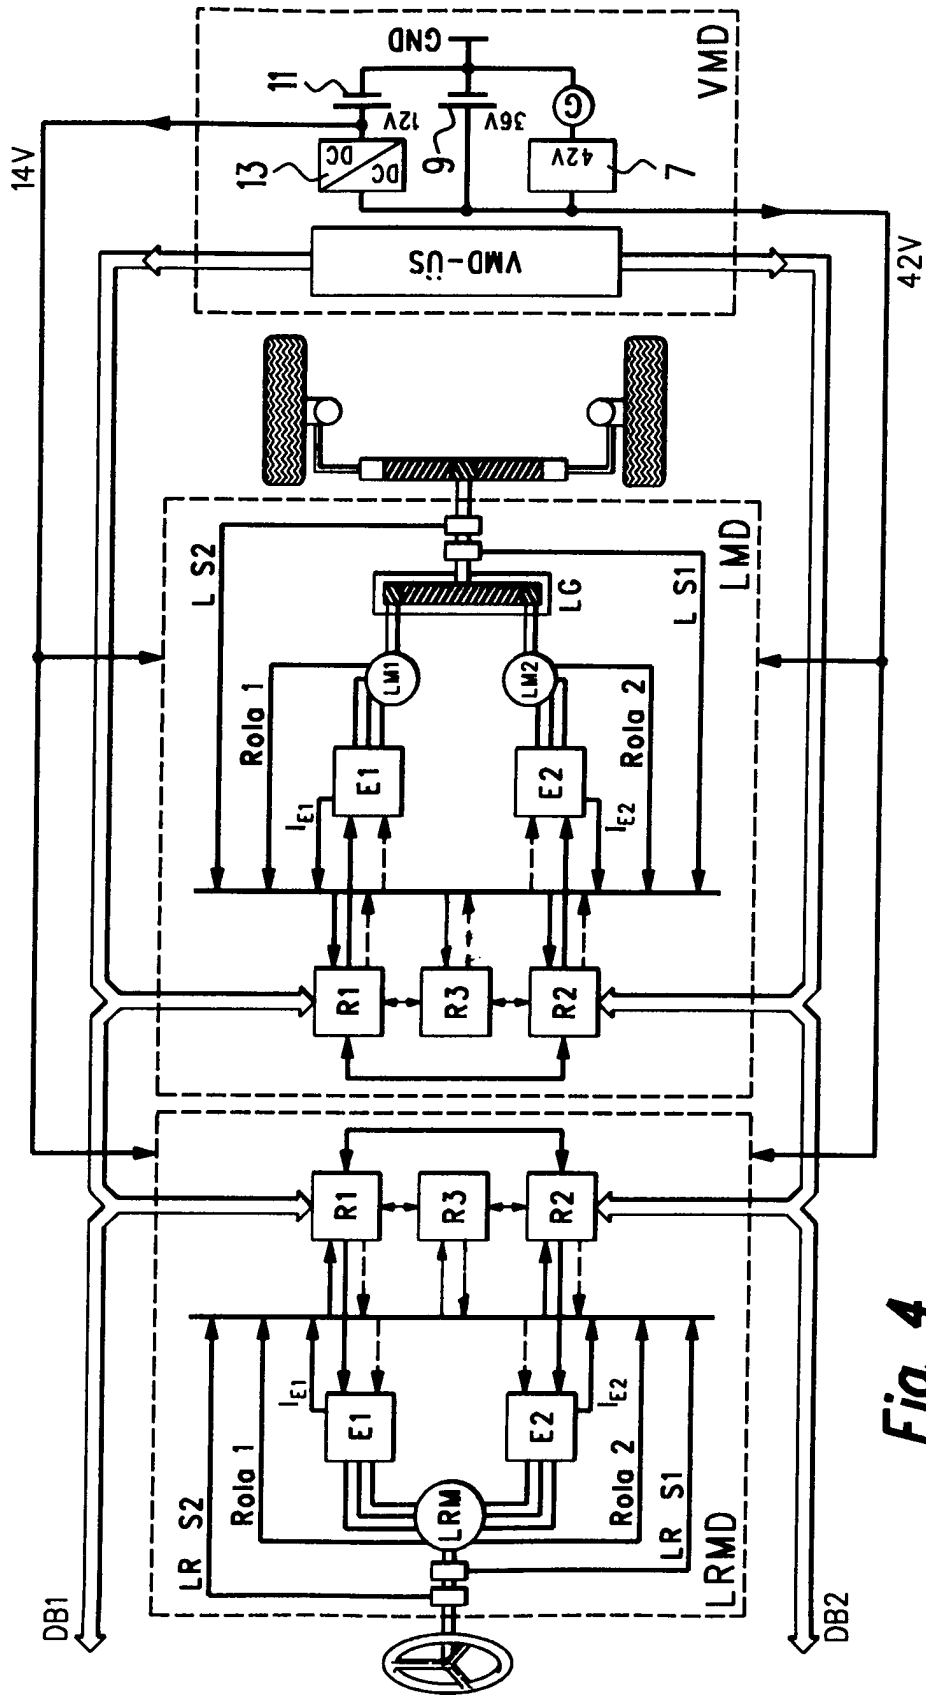 14V
VMD
GND
11
12V
DC
DC
13
36V
9
G
42V
7
VMD-ÜS
42V
L S2
LMD
LG
L S1
Rola 1
LM1
LM2
Rola 2
E1
E2
IE1
IE2
R1
R3
R2
R1
R3
R2
IE1
IE2
E1
E2
Rola 1
LRM
Rola 2
LR S2
LR S1
LRMD
DB1
DB2
Fig. 4